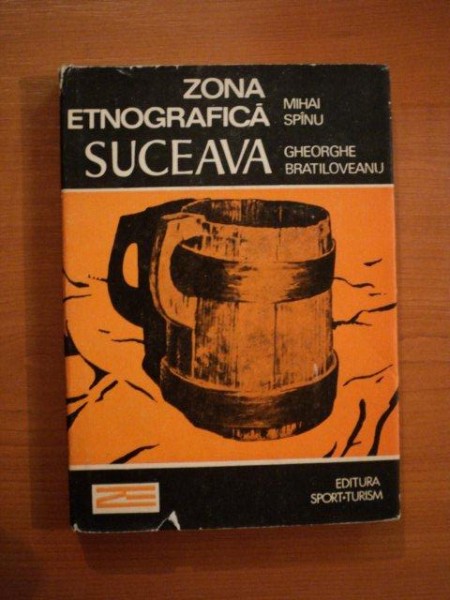 ZONA
ETNOGRAFICĂ
SUCEAVA
MIHAI
SPÎNU
GHEORGHE
BRATILOVEANU
ZE
EDITURA
SPORT-TURISM